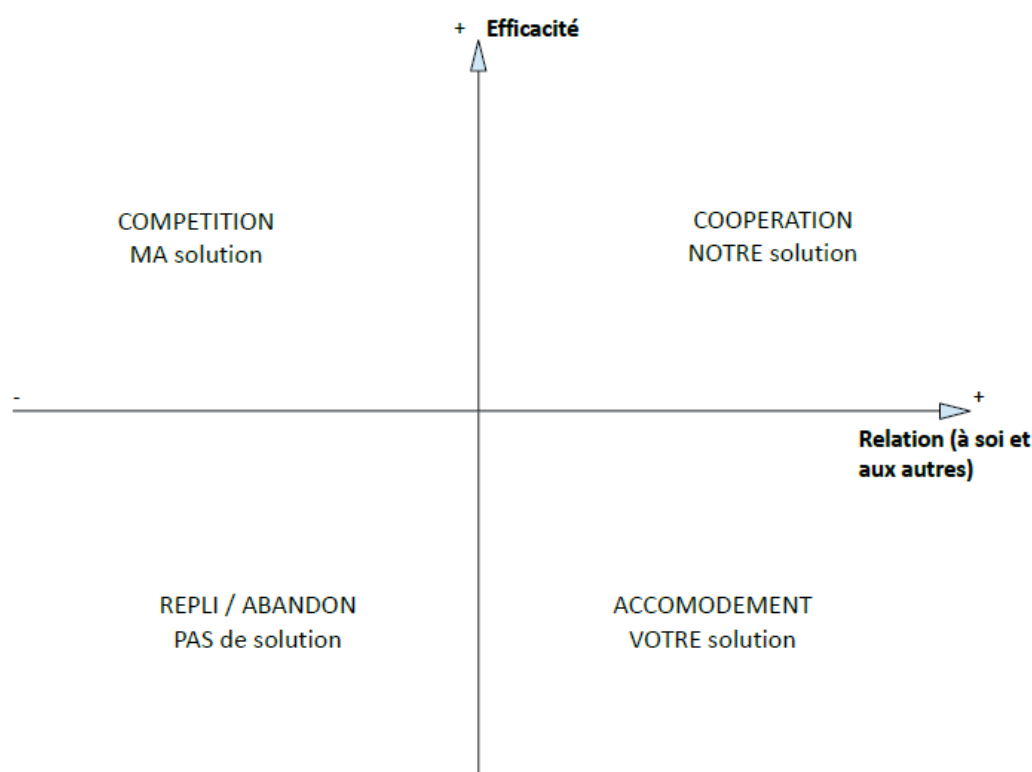 + Efficacité
COMPETITION
MA solution
COOPERATION
NOTRE solution
-
+
Relation (à soi et
aux autres)
REPLI / ABANDON
PAS de solution
ACCOMODEMENT
VOTRE solution